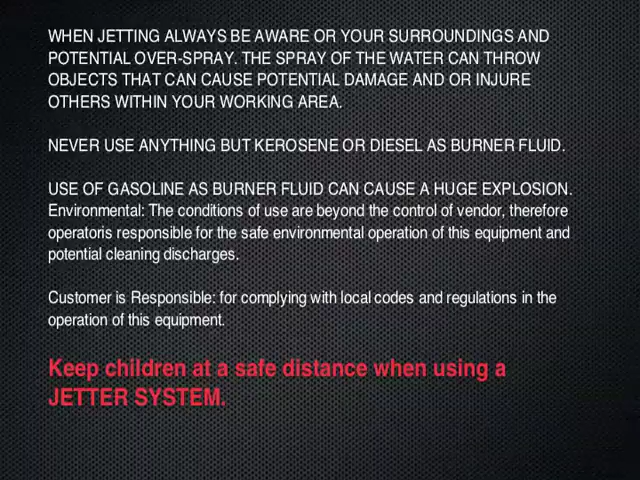 WHEN JETTING ALWAYS BE AWARE OR YOUR SURROUNDINGS AND
POTENTIAL OVER-SPRAY. THE SPRAY OF THE WATER CAN THROW
OBJECTS THAT CAN CAUSE POTENTIAL DAMAGE AND OR INJURE
OTHERS WITHIN YOUR WORKING AREA.
NEVER USE ANYTHING BUT KEROSENE OR DIESEL AS BURNER FLUID.
USE OF GASOLINE AS BURNER FLUID CAN CAUSE A HUGE EXPLOSION.
Environmental: The conditions of use are beyond the control of vendor, therefore
operatoris responsible for the safe environmental operation of this equipment and
potential cleaning discharges.
Customer is Responsible: for complying with local codes and regulations in the
operation of this equipment.
Keep children at a safe distance when using a
JETTER SYSTEM.